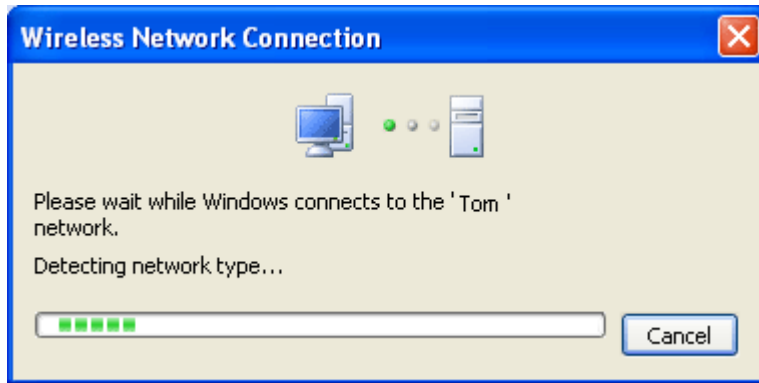 Wireless Network Connection
Please wait while Windows connects to the 'Tom '
network.
Detecting network type...
Cancel